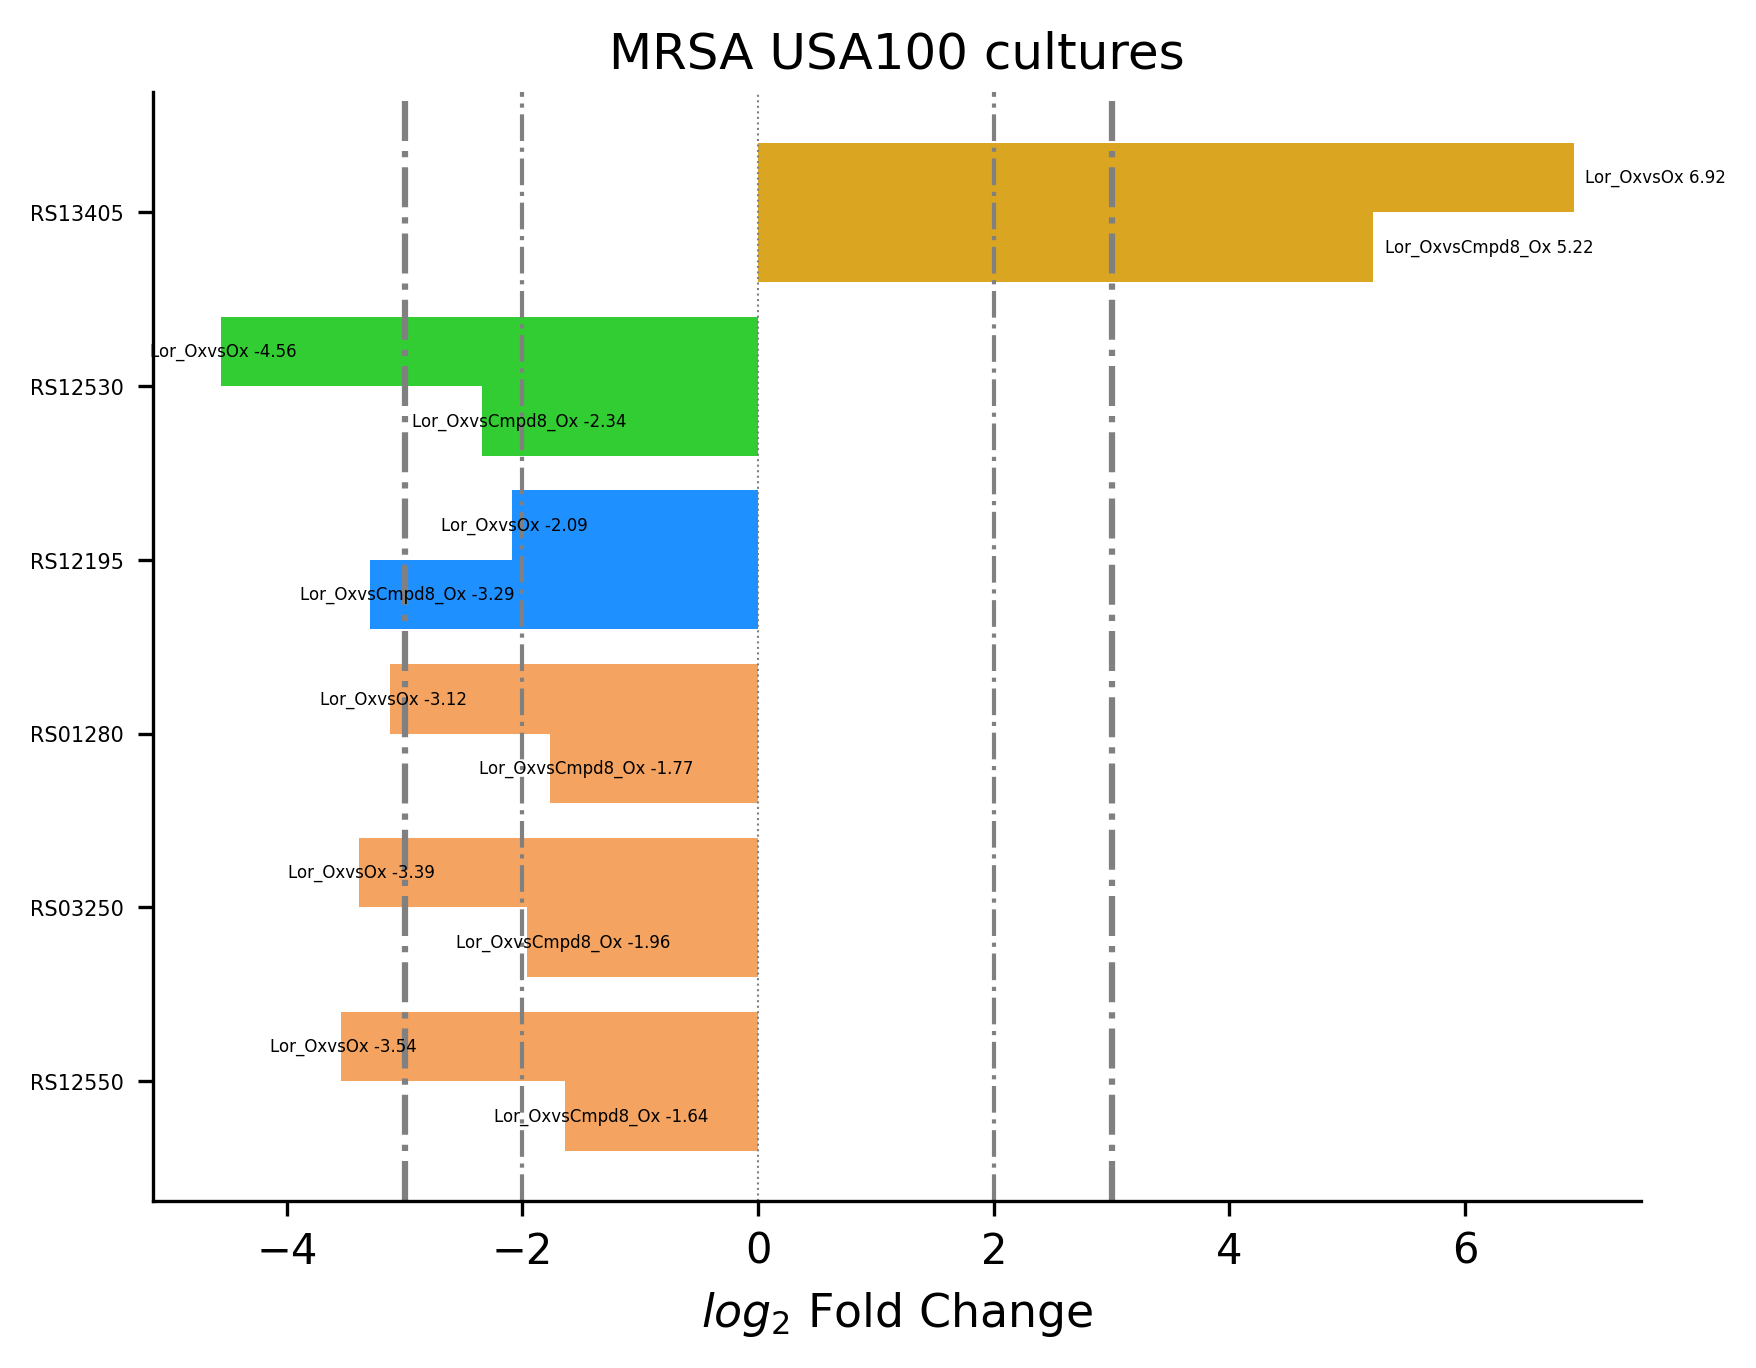 MRSA USA100 cultures
RS13405
Lor_OxvsOx 6.92
Lor_OxvsCmpd8_Ox 5.22
RS12530
Lor_OxvsOx -4.56
Lor_OxvsCmpd8_Ox -2.34
RS12195
Lor_OxvsOx -2.09
Lor_OxvsCmpd8_Ox -3.29
RS01280
Lor_OxvsOx -3.12
Lor_OxvsCmpd8_Ox -1.77
RS03250
Lor_OxvsOx -3.39
Lor_OxvsCmpd8_Ox -1.96
RS12550
Lor_OxvsOx -3.54
Lor_OxvsCmpd8_Ox -1.64
−4 −2 0 2 4 6
log₂ Fold Change